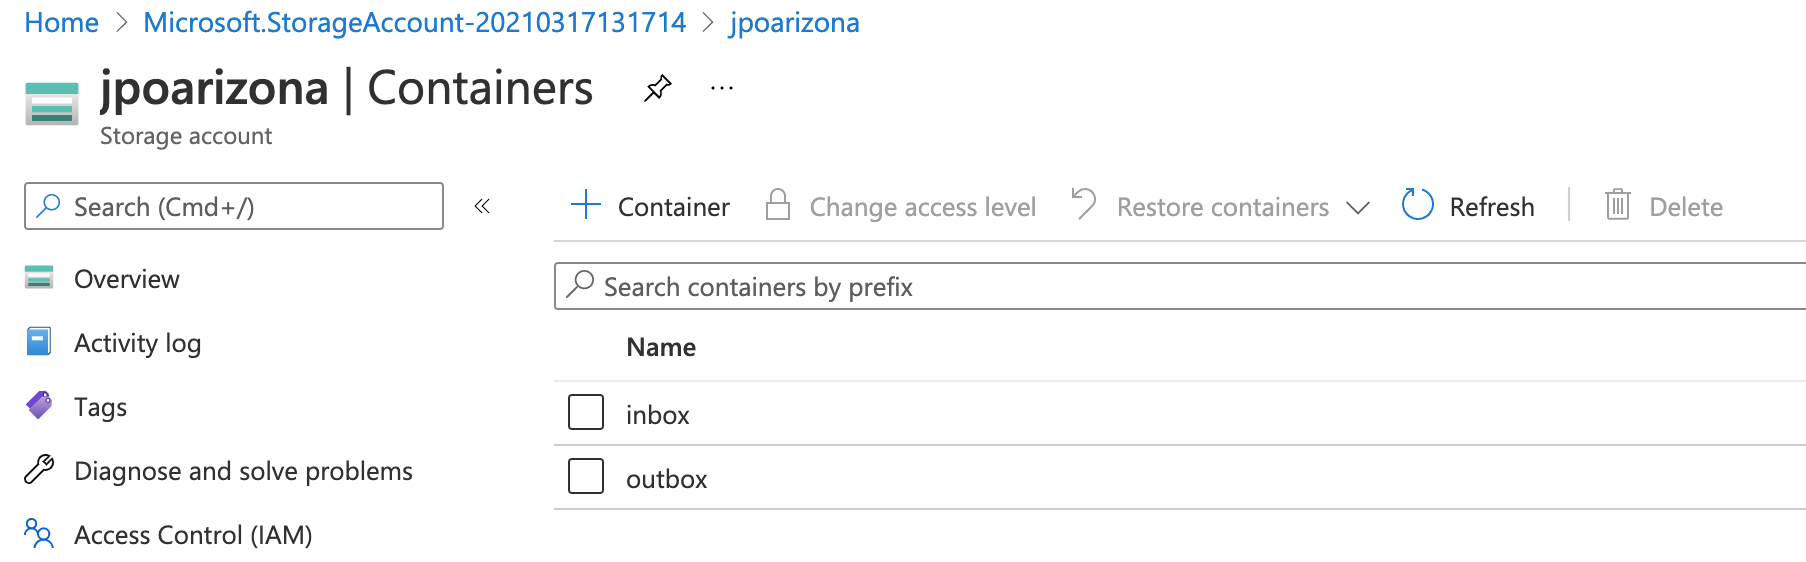 Home > Microsoft.StorageAccount-20210317131714 > jpoarizona
jpoarizona | Containers ...
Storage account
Search (Cmd+/) «
Container Change access level Restore containers Refresh Delete
Search containers by prefix
Overview
Activity log
Tags
Diagnose and solve problems
Access Control (IAM)
Name
inbox
outbox